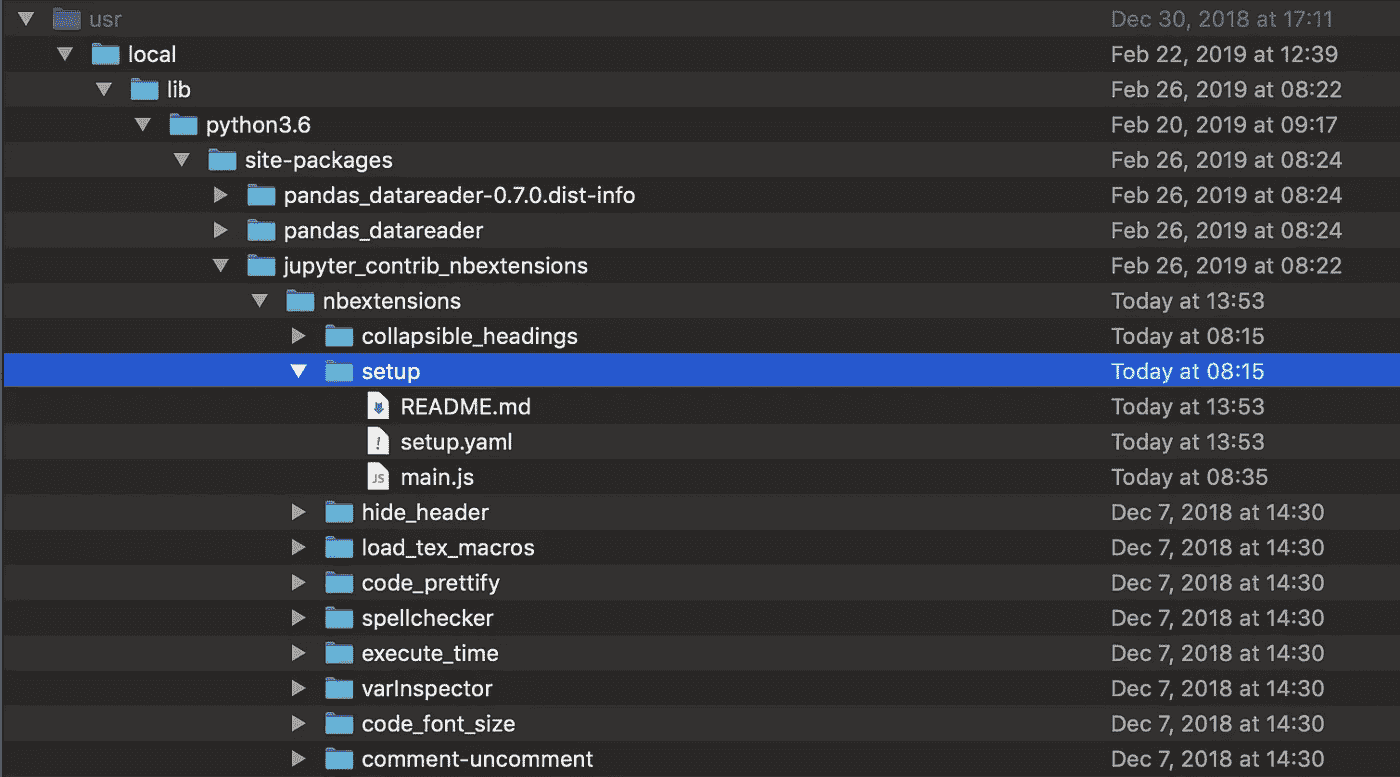 usr Dec 30, 2018 at 17:11
local Feb 22, 2019 at 12:39
lib Feb 26, 2019 at 08:22
python3.6 Feb 20, 2019 at 09:17
site-packages Feb 26, 2019 at 08:24
pandas_datareader-0.7.0.dist-info Feb 26, 2019 at 08:24
pandas_datareader Feb 26, 2019 at 08:24
jupyter_contrib_nbextensions Feb 26, 2019 at 08:22
nbextensions Today at 13:53
collapsible_headings Today at 08:15
setup Today at 08:15
README.md Today at 13:53
! setup.yaml Today at 13:53
JS main.js Today at 08:35
hide_header Dec 7, 2018 at 14:30
load_tex_macros Dec 7, 2018 at 14:30
code_prettify Dec 7, 2018 at 14:30
spellchecker Dec 7, 2018 at 14:30
execute_time Dec 7, 2018 at 14:30
varInspector Dec 7, 2018 at 14:30
code_font_size Dec 7, 2018 at 14:30
comment-uncomment Dec 7, 2018 at 14:30